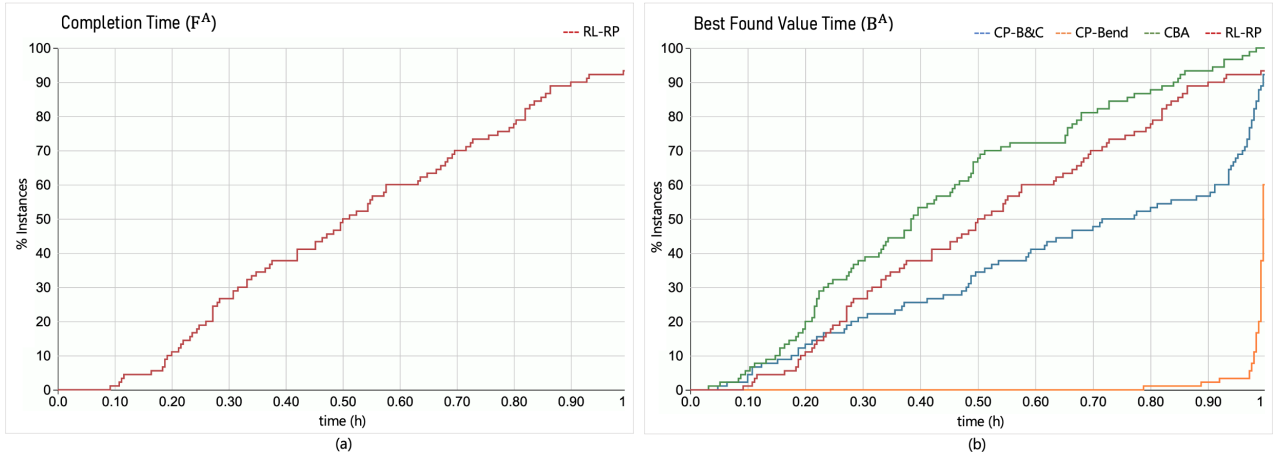 Completion Time (Fᴬ)
RL-RP
100
90
80
70
60
50
40
30
20
10
0
% Instances
0.0 0.10 0.20 0.30 0.40 0.50 0.60 0.70 0.80 0.90 1
time (h)
(a)
Best Found Value Time (Bᴬ)
CP-B&C CP-Bend CBA RL-RP
100
90
80
70
60
50
40
30
20
10
0
% Instances
0.0 0.10 0.20 0.30 0.40 0.50 0.60 0.70 0.80 0.90 1
time (h)
(b)